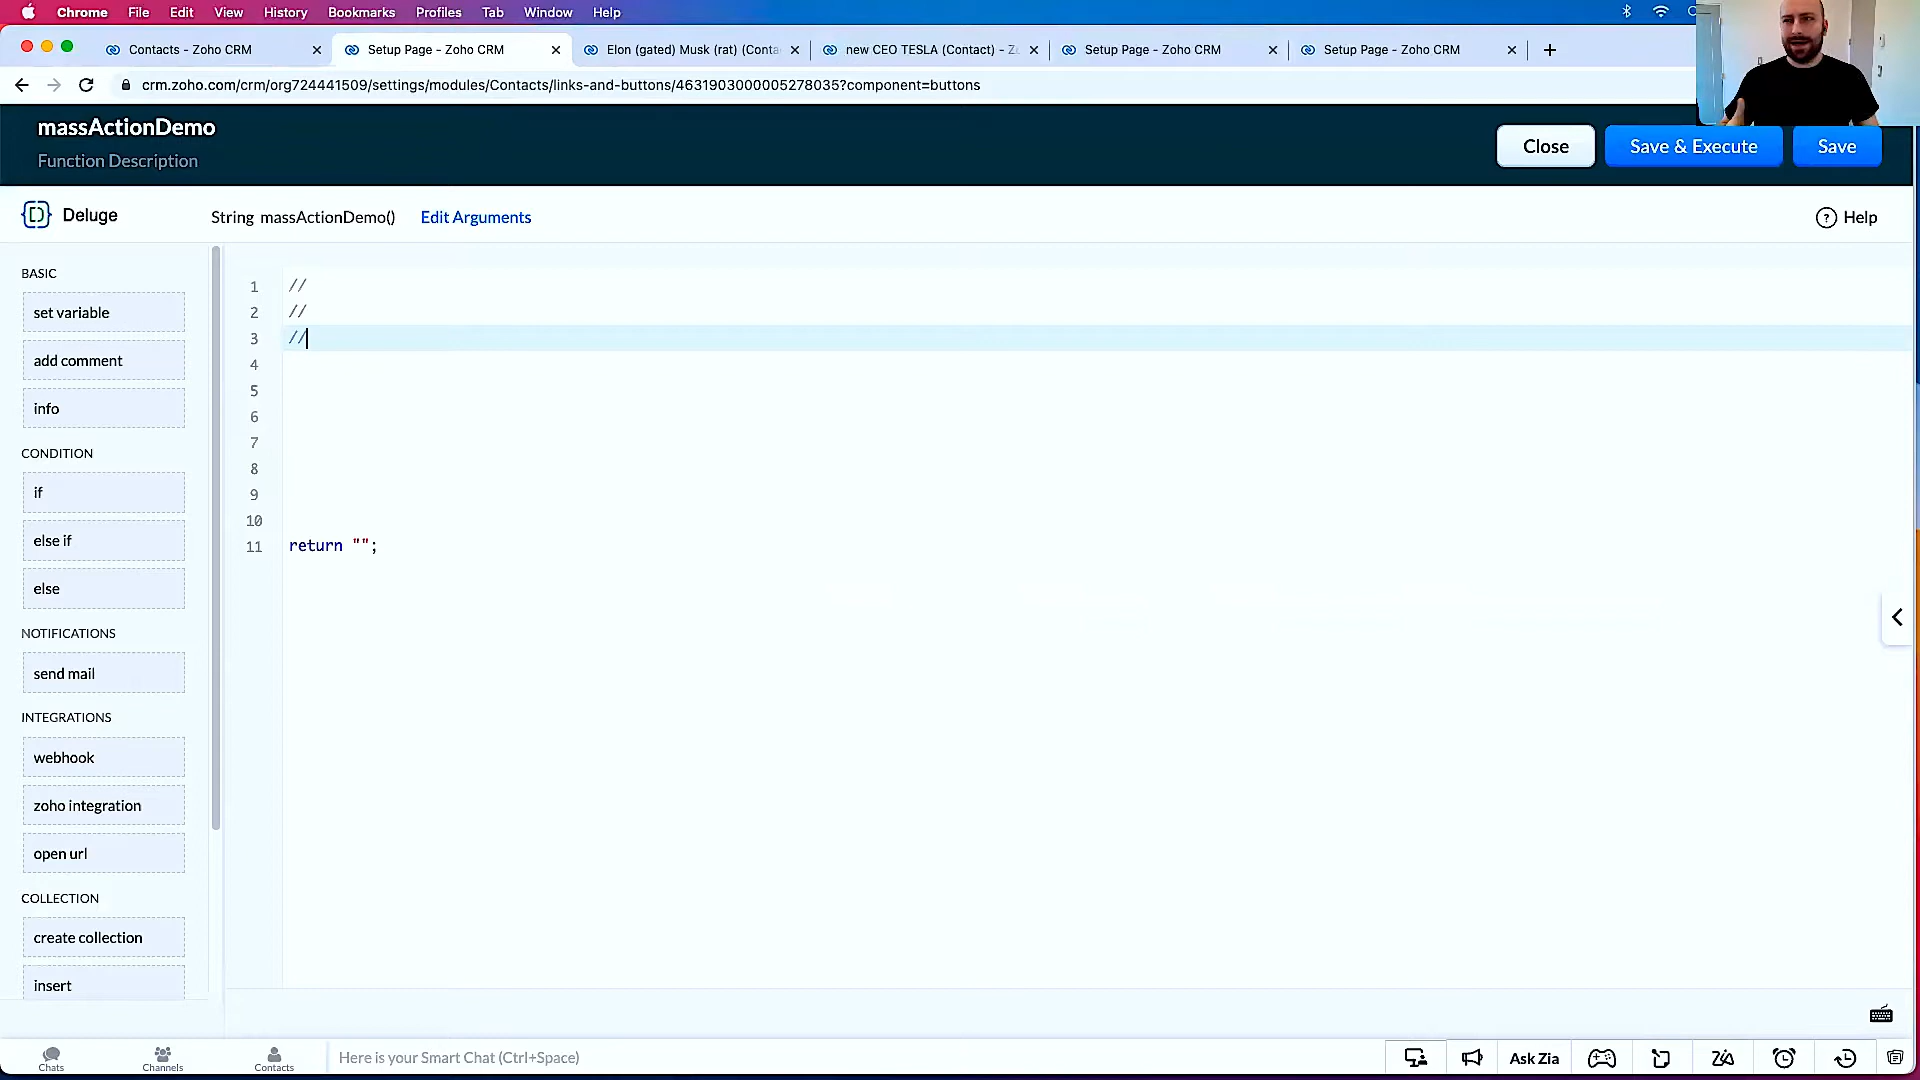 Chrome File Edit View History Bookmarks Profiles Tab Window Help
Contacts - Zoho CRM
Setup Page - Zoho CRM
Elon (gated) Musk (rat) (Conta
new CEO TESLA (Contact) - Zo
Setup Page - Zoho CRM
Setup Page - Zoho CRM
crm.zoho.com/crm/org724441509/settings/modules/Contacts/links-and-buttons/4631903000005278035?component=buttons
massActionDemo
Function Description
Close
Save & Execute
Save
Deluge
String massActionDemo()
Edit Arguments
Help
BASIC
set variable
add comment
info
CONDITION
if
else if
else
NOTIFICATIONS
send mail
INTEGRATIONS
webhook
zoho integration
open url
COLLECTION
create collection
insert
1 //
2 //
3 //
4
5
6
7
8
9
10
11 return "";
Chats
Channels
Contacts
Here is your Smart Chat (Ctrl+Space)
Ask Zia